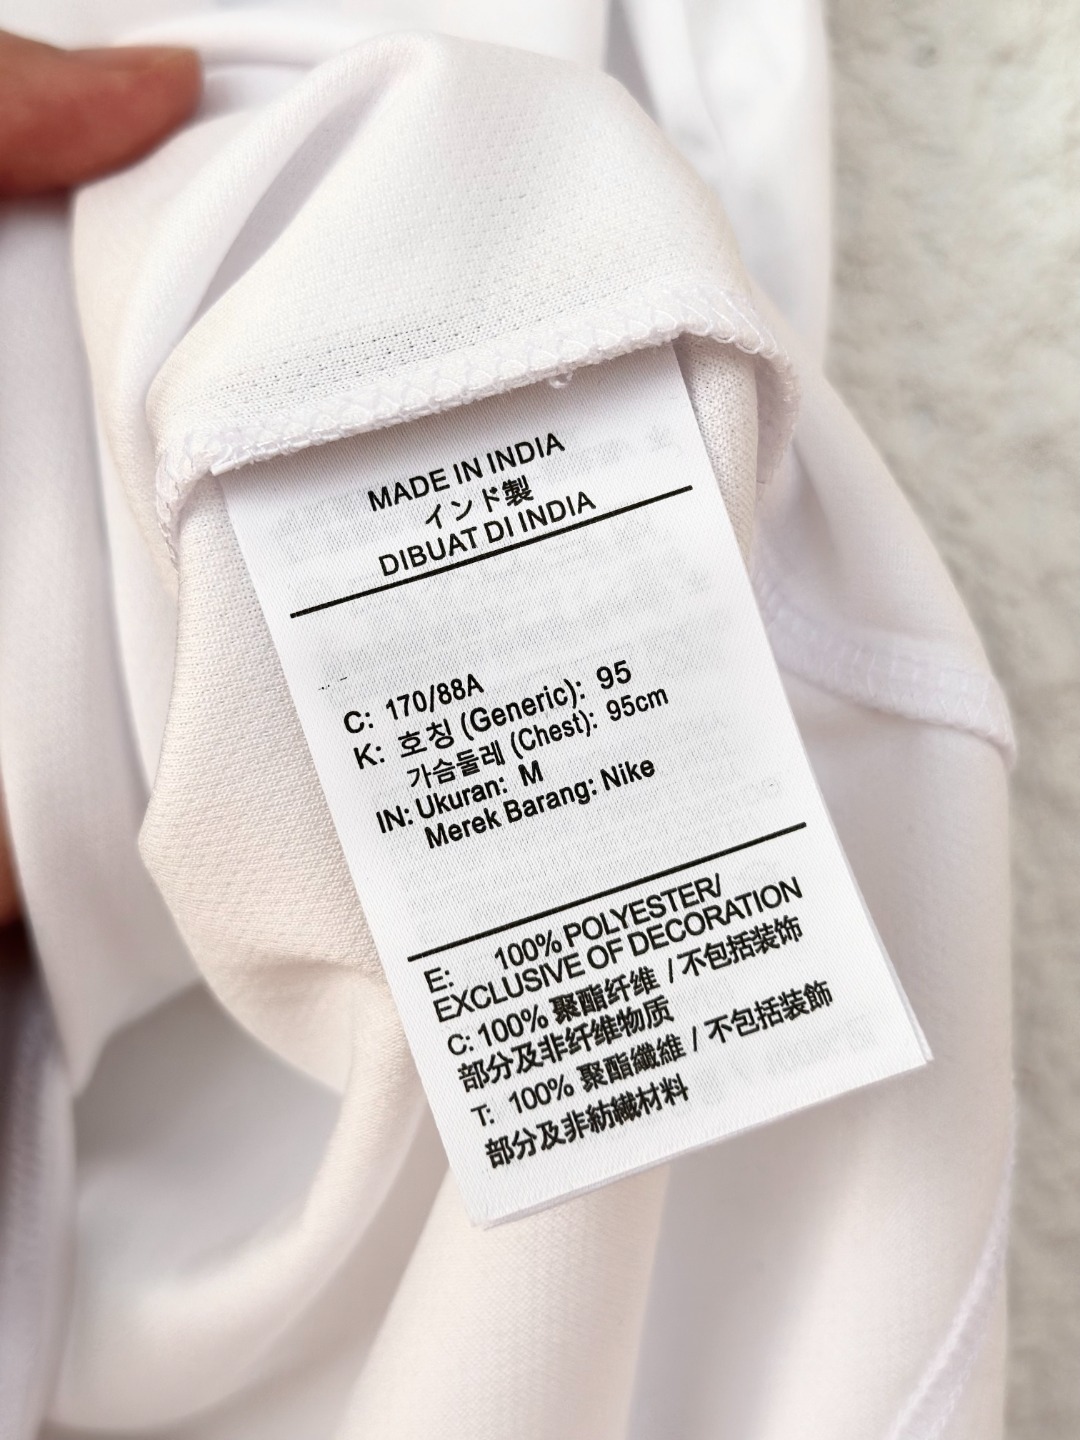 MADE IN INDIA
インド製
DIBUAT DI INDIA
C: 170/88A
K: 호칭 (Generic): 95
가슴둘레 (Chest): 95cm
IN: Ukuran: M
Merek Barang: Nike
E: 100% POLYESTER/
EXCLUSIVE OF DECORATION
C: 100% 聚酯纤维 / 不包括装饰
部分及非纤维物质
T: 100% 聚酯纖維 / 不包括裝飾
部分及非紡織材料